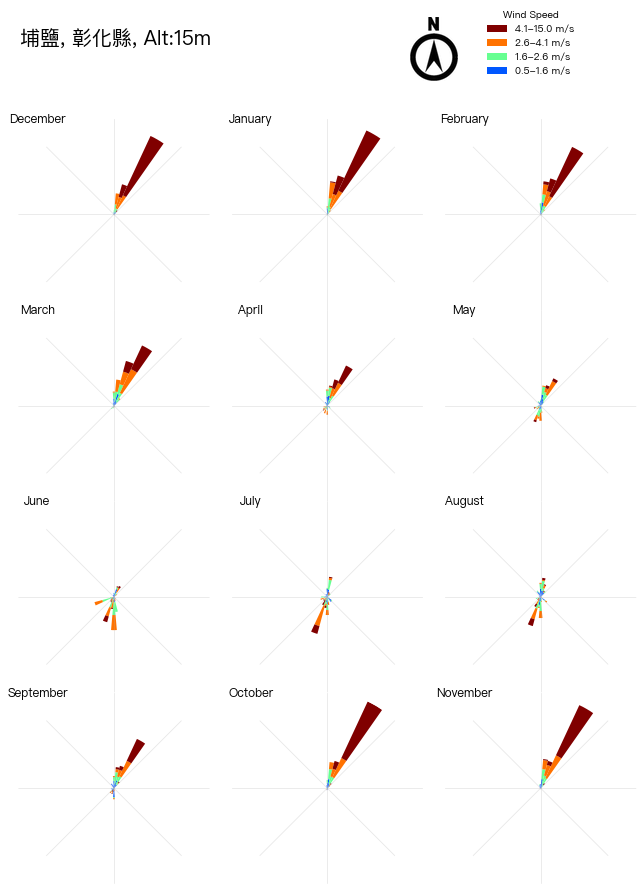 埔鹽, 彰化縣, Alt:15m
N
Wind Speed
4.1–15.0 m/s
2.6–4.1 m/s
1.6–2.6 m/s
0.5–1.6 m/s
December
January
February
March
April
May
June
July
August
September
October
November